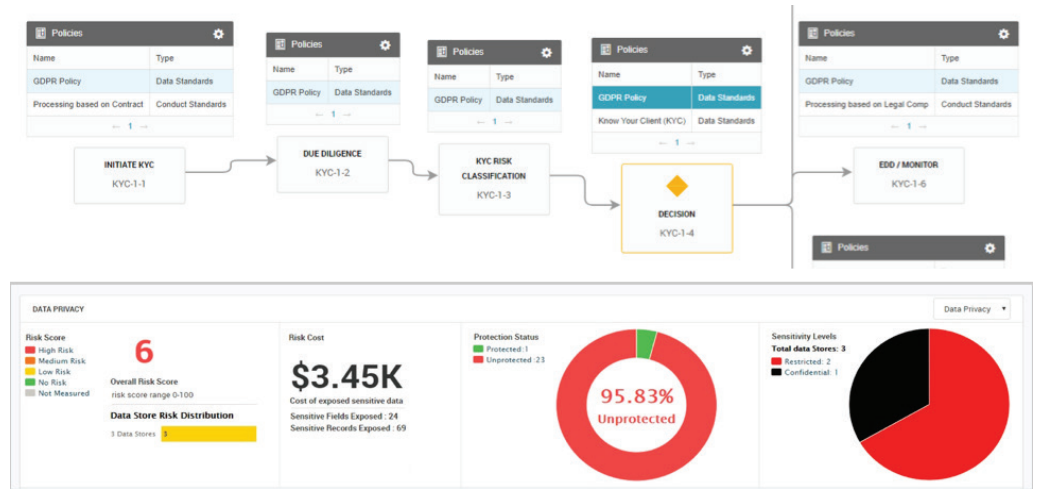 Policies
Name Type
GDPR Policy Data Standards
Processing based on Contract Conduct Standards
← 1 →
INITIATE KYC
KYC-1-1
Policies
Name Type
GDPR Policy Data Standards
← 1 →
DUE DILIGENCE
KYC-1-2
Policies
Name Type
GDPR Policy Data Standards
← 1 →
KYC RISK
CLASSIFICATION
KYC-1-3
Policies
Name Type
GDPR Policy Data Standards
Know Your Client (KYC) Data Standards
← 1 →
DECISION
KYC-1-4
Policies
Name Type
GDPR Policy Data Standards
Processing based on Legal Comp Conduct Standards
← 1 →
EDD / MONITOR
KYC-1-6
Policies
DATA PRIVACY
Data Privacy
Risk Score
High Risk
Medium Risk
Low Risk
No Risk
Not Measured
6
Overall Risk Score
risk score range 0-100
Data Store Risk Distribution
3 Data Stores 3
Risk Cost
$3.45K
Cost of exposed sensitive data
Sensitive Fields Exposed : 24
Sensitive Records Exposed : 69
Protection Status
Protected:1
Unprotected:23
95.83%
Unprotected
Sensitivity Levels
Total data Stores: 3
Restricted: 2
Confidential: 1